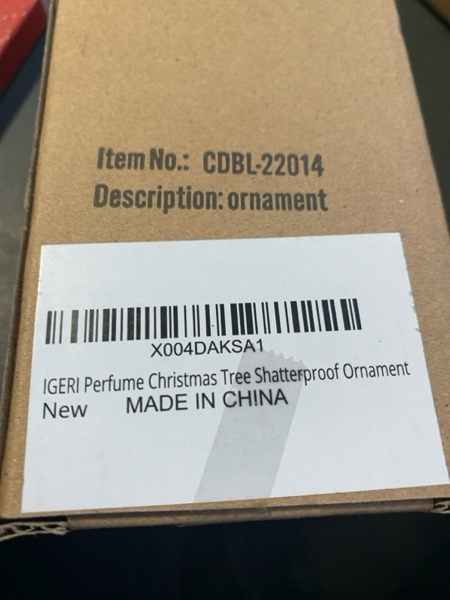 Item No.: CDBL-22014
Description: ornament
X004DAKSA1
IGERI Perfume Christmas Tree Shatterproof Ornament
New MADE IN CHINA